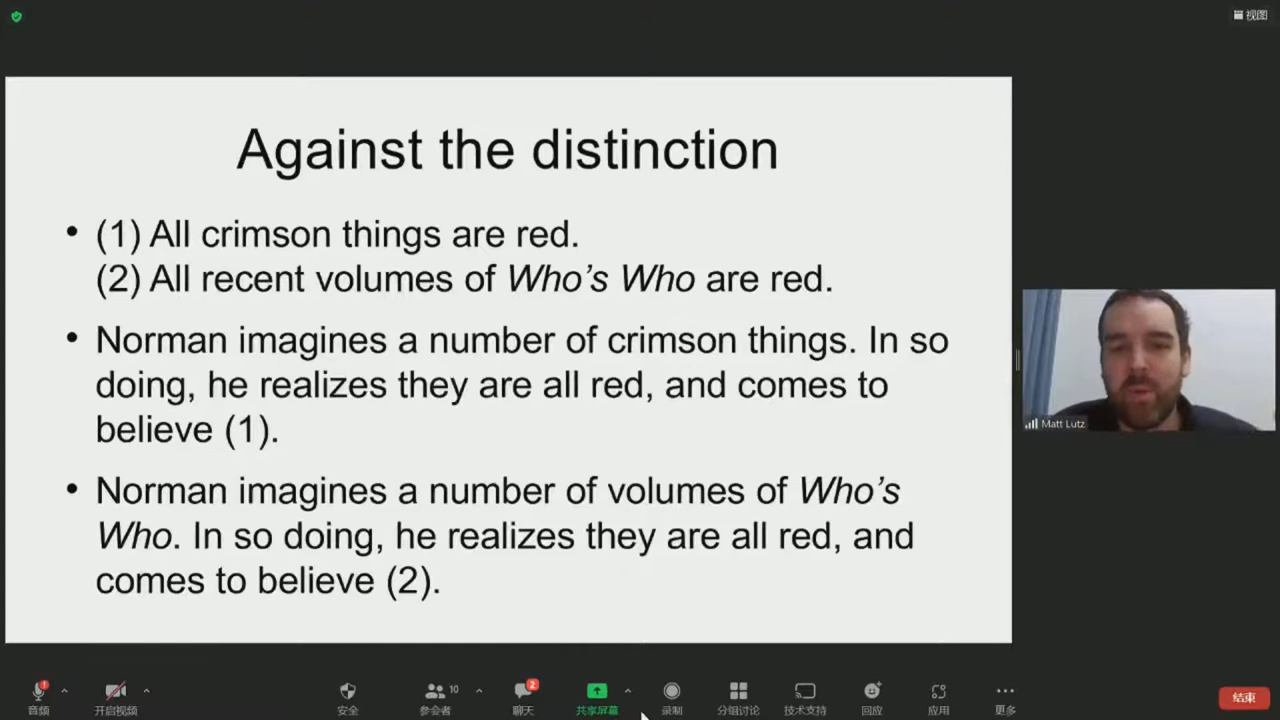 视图
Against the distinction
• (1) All crimson things are red.
(2) All recent volumes of Who's Who are red.
• Norman imagines a number of crimson things. In so
doing, he realizes they are all red, and comes to
believe (1).
• Norman imagines a number of volumes of Who's
Who. In so doing, he realizes they are all red, and
comes to believe (2).
Matt Lutz
音频
开启视频
安全
参会者 10
聊天 2
共享屏幕
录制
分组讨论
技术支持
回应
应用
更多
结束